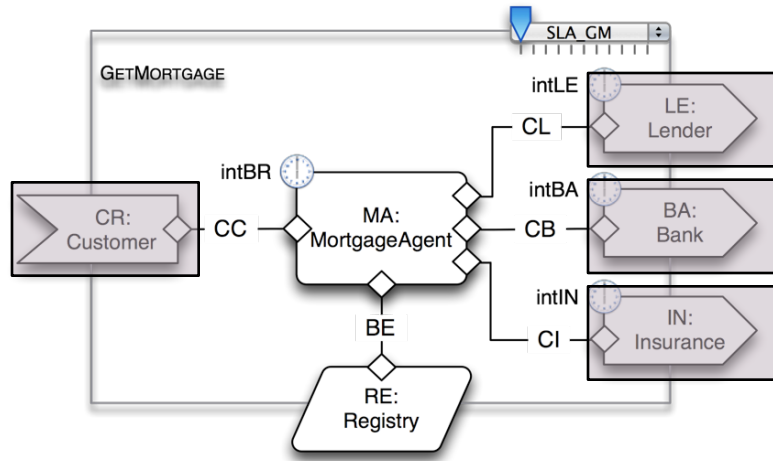 SLA_GM
GETMORTGAGE
intLE
LE:
Lender
CL
intBR
intBA
CR:
Customer
CC
MA:
MortgageAgent
CB
BA:
Bank
intIN
BE
CI
IN:
Insurance
RE:
Registry